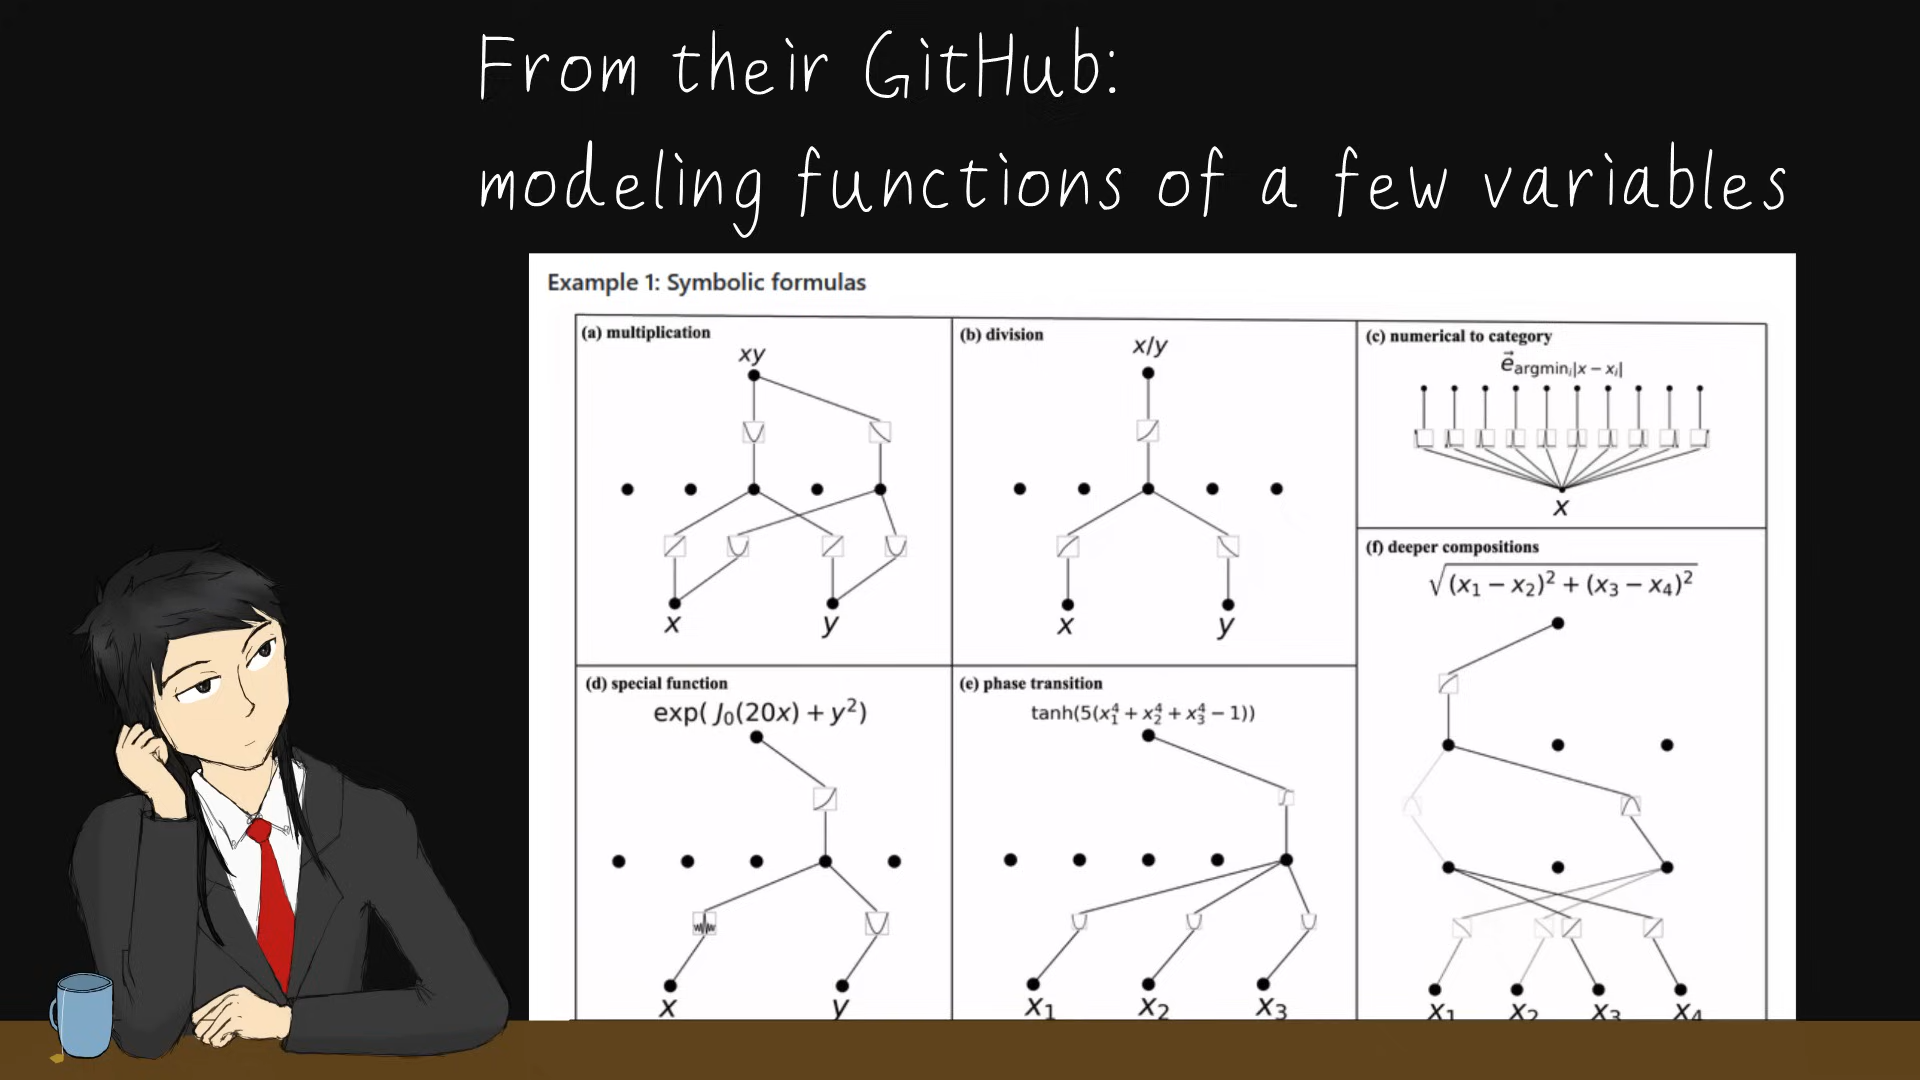 From their GitHub:
modeling functions of a few variables
Example 1: Symbolic formulas
(a) multiplication
xy
x
y
(b) division
x/y
x
y
(c) numerical to category
e⃗argminᵢ|x − xᵢ|
x
(d) special function
exp( J₀(20x) + y²)
x
y
(e) phase transition
tanh(5(x₁⁴ + x₂⁴ + x₃⁴ − 1))
x₁
x₂
x₃
(f) deeper compositions
√(x₁ − x₂)² + (x₃ − x₄)²
x₁
x₂
x₃
x₄